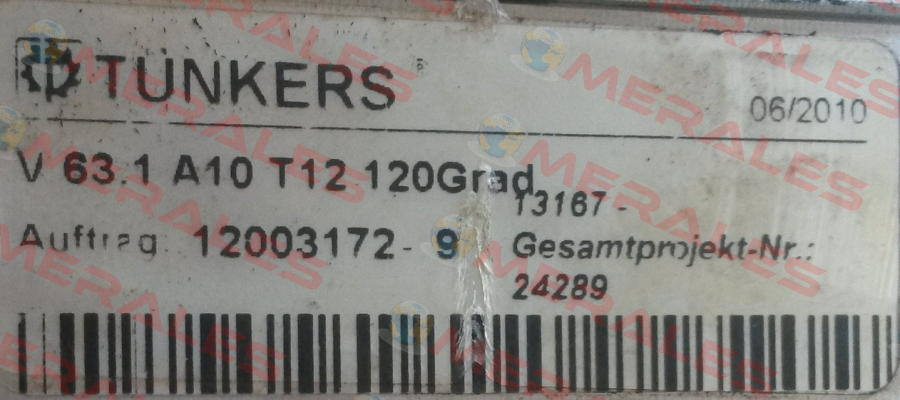 TÜNKERS
06/2010
V 63.1 A10 T12 120Grad
13167 -
Auftrag: 12003172- 9
Gesamtprojekt-Nr.:
24289
MERALES